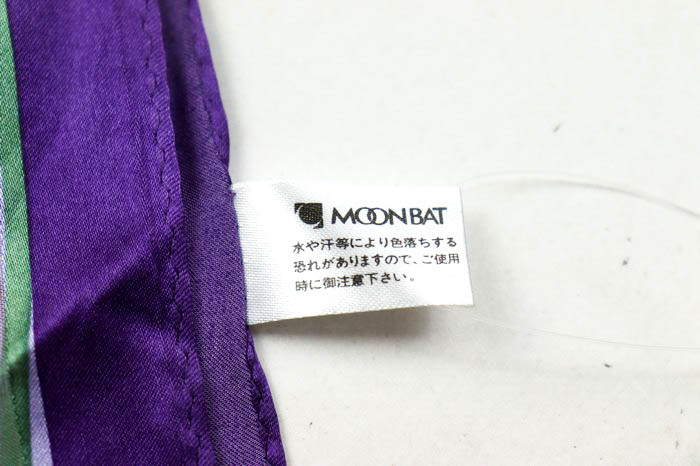 MOONBAT
水や汗等により色落ちする
恐れがありますので、ご使用
時に御注意下さい。